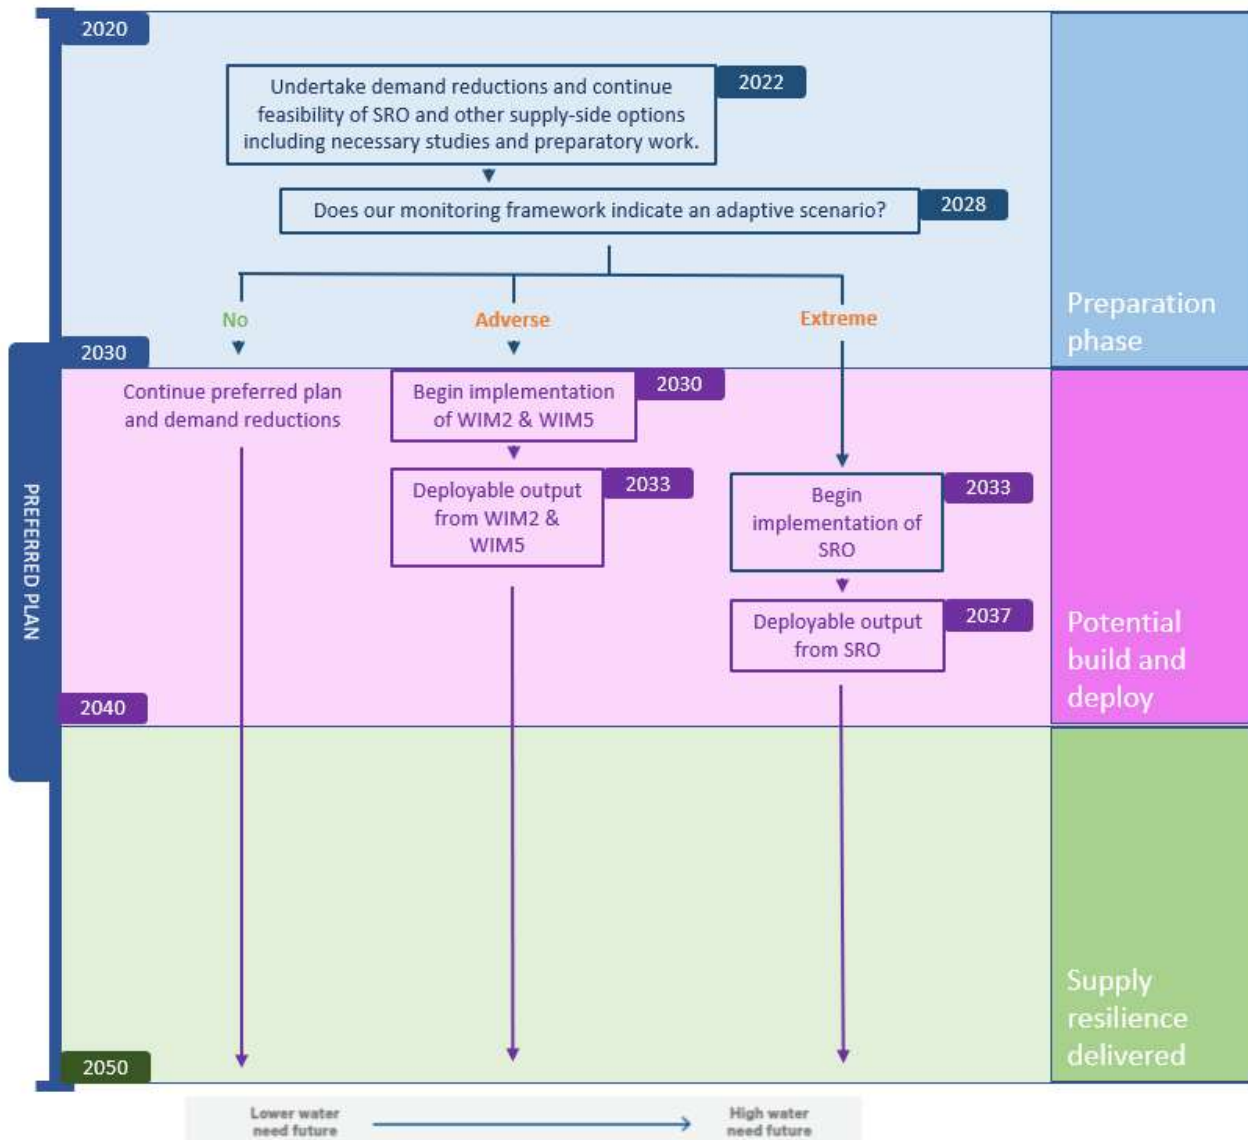 2020
2022
Undertake demand reductions and continue
feasibility of SRO and other supply-side options
including necessary studies and preparatory work.
2028
Does our monitoring framework indicate an adaptive scenario?
Preparation
phase
No
Adverse
Extreme
2030
PREFERRED PLAN
Continue preferred plan
and demand reductions
2030
Begin implementation
of WIM2 & WIM5
2033
Deployable output
from WIM2 &
WIM5
2033
Begin
implementation of
SRO
2037
Deployable output
from SRO
Potential
build and
deploy
2040
Supply
resilience
delivered
2050
Lower water
need future
High water
need future